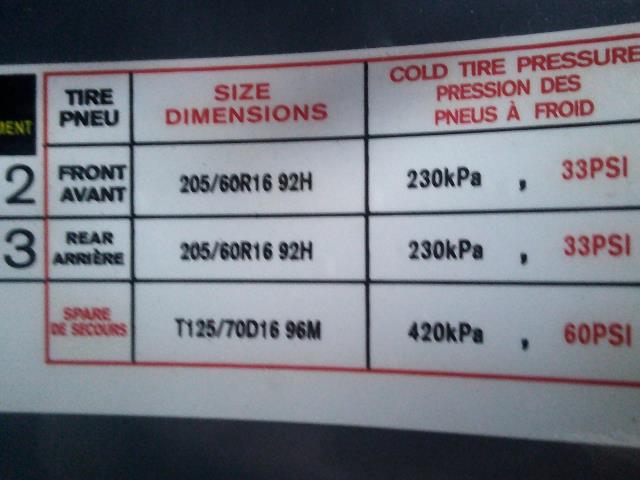 MENT
TIRE
PNEU
SIZE
DIMENSIONS
COLD TIRE PRESSURE
PRESSION DES
PNEUS À FROID
2 FRONT
AVANT
205/60R16 92H
230kPa , 33PSI
3 REAR
ARRIÈRE
205/60R16 92H
230kPa , 33PSI
SPARE
DE SECOURS
T125/70D16 96M
420kPa , 60PSI